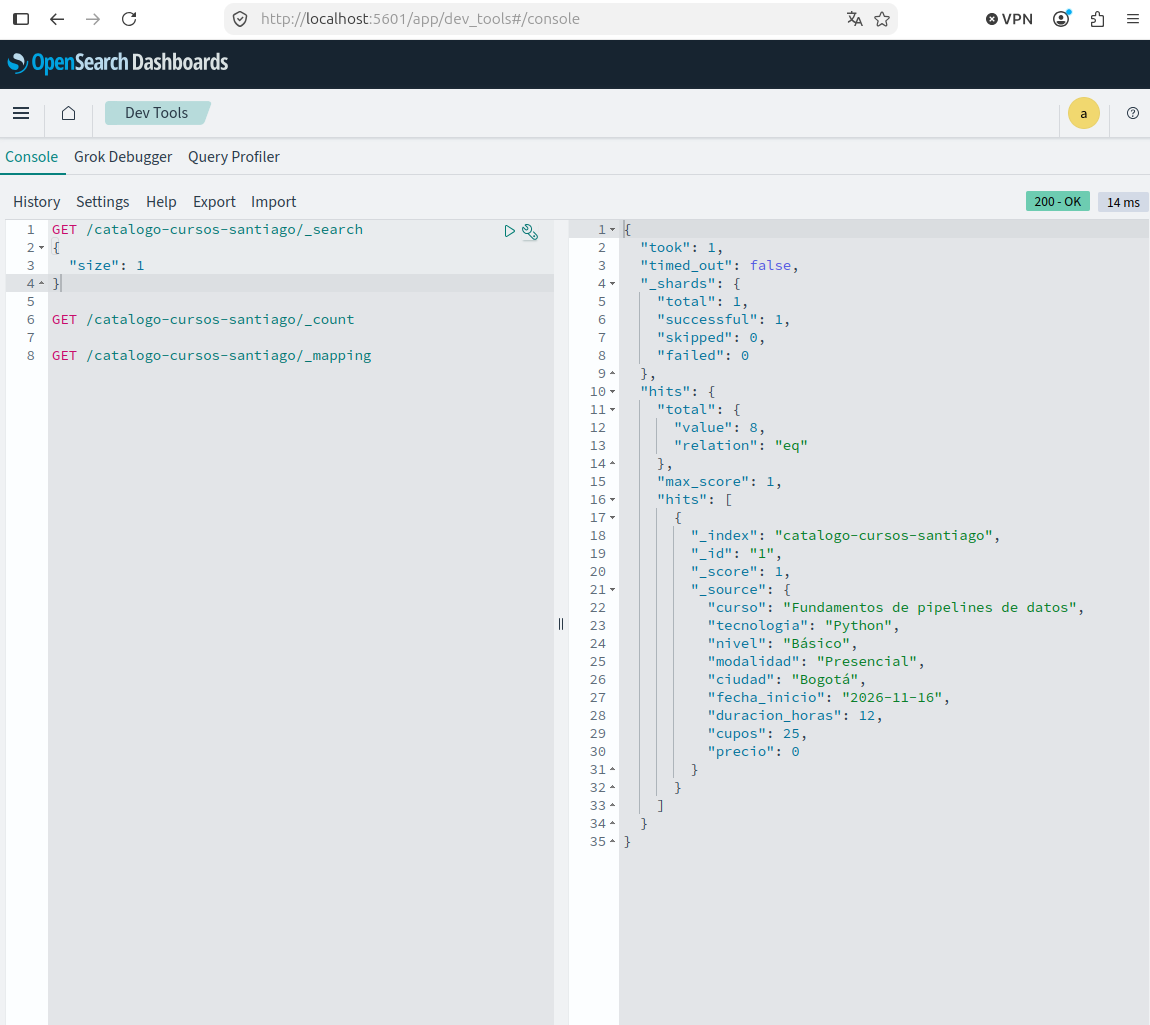 http://localhost:5601/app/dev_tools#/console
VPN
OpenSearch Dashboards
Dev Tools
a
Console Grok Debugger Query Profiler
History Settings Help Export Import
200 - OK 14 ms
1 GET /catalogo-cursos-santiago/_search
2 {
3 "size": 1
4 }
5
6 GET /catalogo-cursos-santiago/_count
7
8 GET /catalogo-cursos-santiago/_mapping
1 {
2 "took": 1,
3 "timed_out": false,
4 "_shards": {
5 "total": 1,
6 "successful": 1,
7 "skipped": 0,
8 "failed": 0
9 },
10 "hits": {
11 "total": {
12 "value": 8,
13 "relation": "eq"
14 },
15 "max_score": 1,
16 "hits": [
17 {
18 "_index": "catalogo-cursos-santiago",
19 "_id": "1",
20 "_score": 1,
21 "_source": {
22 "curso": "Fundamentos de pipelines de datos",
23 "tecnologia": "Python",
24 "nivel": "Básico",
25 "modalidad": "Presencial",
26 "ciudad": "Bogotá",
27 "fecha_inicio": "2026-11-16",
28 "duracion_horas": 12,
29 "cupos": 25,
30 "precio": 0
31 }
32 }
33 ]
34 }
35 }